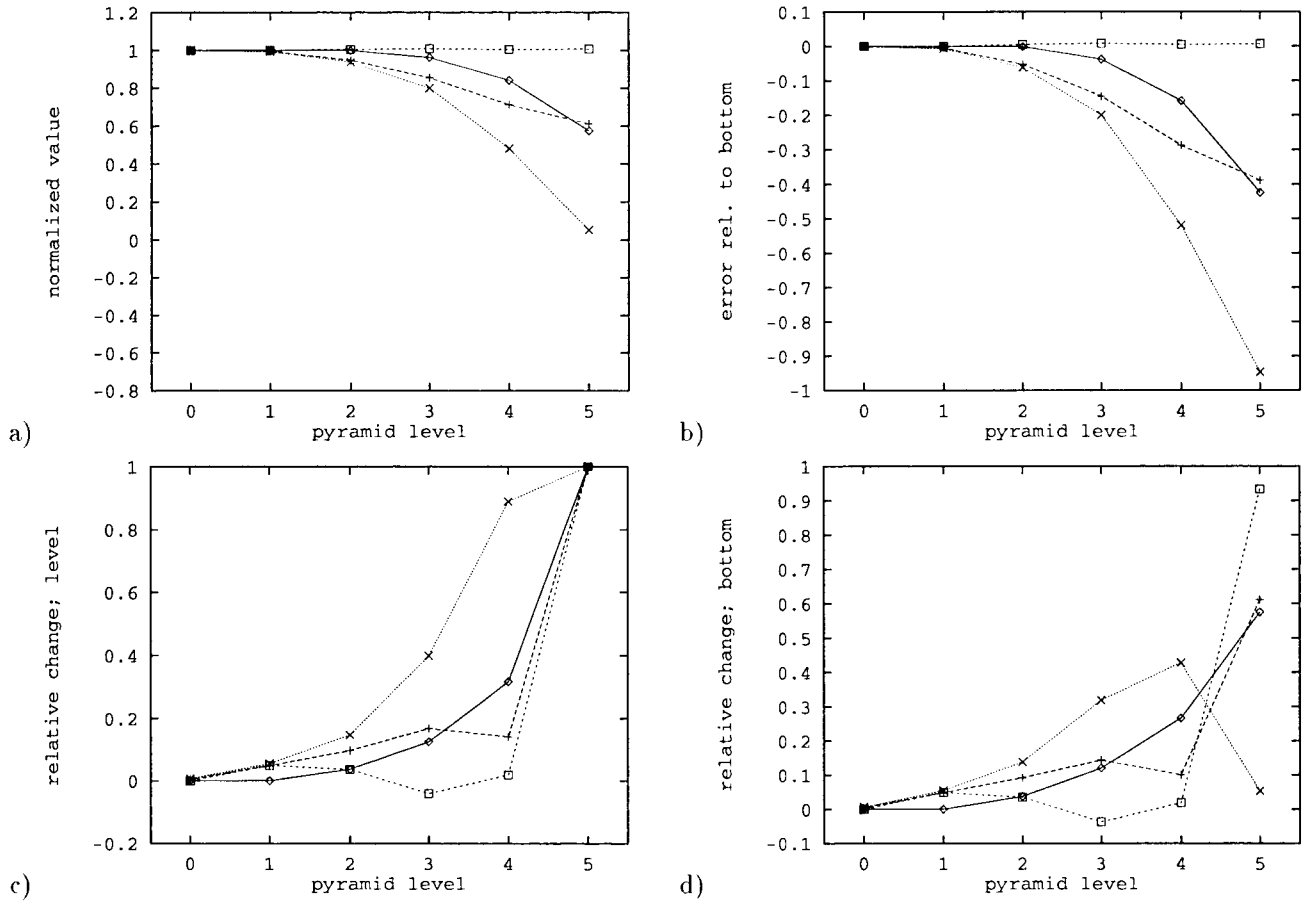 normalized value
1.2
1
0.8
0.6
0.4
0.2
0
-0.2
-0.4
-0.6
-0.8
0 1 2 3 4 5
pyramid level
a)
error rel. to bottom
0.1
0
-0.1
-0.2
-0.3
-0.4
-0.5
-0.6
-0.7
-0.8
-0.9
-1
0 1 2 3 4 5
pyramid level
b)
relative change; level
1
0.8
0.6
0.4
0.2
0
-0.2
0 1 2 3 4 5
pyramid level
c)
relative change; bottom
1
0.9
0.8
0.7
0.6
0.5
0.4
0.3
0.2
0.1
0
-0.1
0 1 2 3 4 5
pyramid level
d)